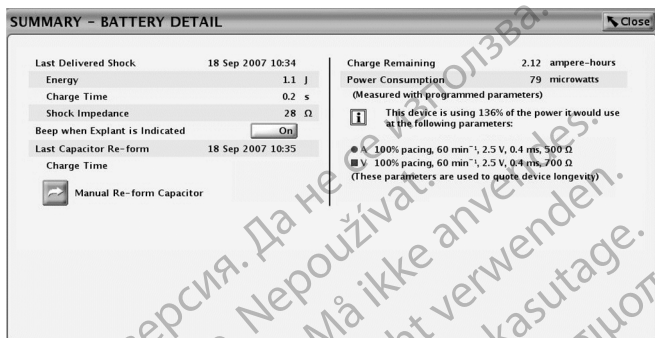 SUMMARY – BATTERY DETAIL
Close
Last Delivered Shock 18 Sep 2007 10:34
Energy 1.1 J
Charge Time 0.2 s
Shock Impedance 28 Ω
Beep when Explant is Indicated On
Last Capacitor Re-form 18 Sep 2007 10:35
Charge Time
Manual Re-form Capacitor
Charge Remaining 2.12 ampere-hours
Power Consumption 79 microwatts
(Measured with programmed parameters)
i This device is using 136% of the power it would use
at the following parameters:
A 100% pacing, 60 min⁻¹, 2.5 V, 0.4 ms, 500 Ω
V 100% pacing, 60 min⁻¹, 2.5 V, 0.4 ms, 700 Ω
(These parameters are used to quote device longevity)
версия. Да не се използва.
Nepoužívat.
Må ikke anvendes.
verwenden.
kasutage.